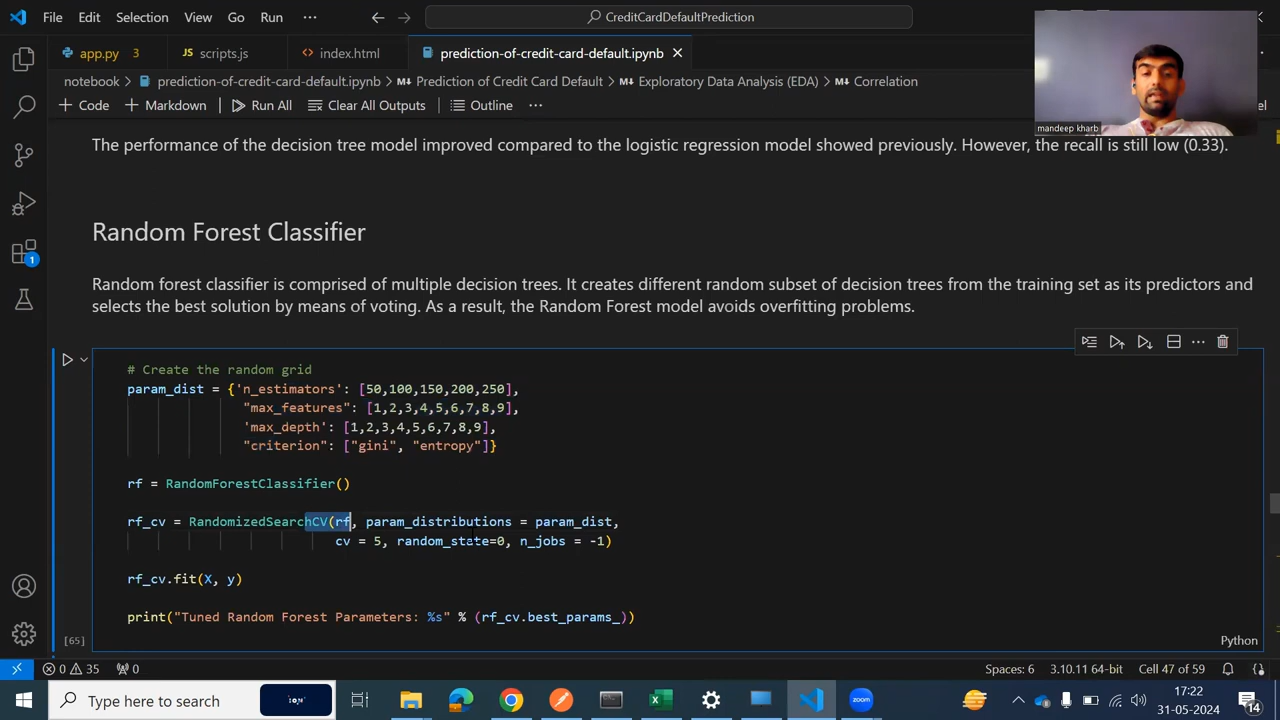 File Edit Selection View Go Run ··· CreditCardDefaultPrediction
app.py 3 JS scripts.js <> index.html prediction-of-credit-card-default.ipynb
notebook > prediction-of-credit-card-default.ipynb > M↓ Prediction of Credit Card Default > M↓ Exploratory Data Analysis (EDA) > M↓ Correlation
+ Code + Markdown Run All Clear All Outputs Outline ···
mandeep kharb
The performance of the decision tree model improved compared to the logistic regression model showed previously. However, the recall is still low (0.33).
Random Forest Classifier
Random forest classifier is comprised of multiple decision trees. It creates different random subset of decision trees from the training set as its predictors and
selects the best solution by means of voting. As a result, the Random Forest model avoids overfitting problems.
# Create the random grid
param_dist = {'n_estimators': [50,100,150,200,250],
"max_features": [1,2,3,4,5,6,7,8,9],
'max_depth': [1,2,3,4,5,6,7,8,9],
"criterion": ["gini", "entropy"]}
rf = RandomForestClassifier()
rf_cv = RandomizedSearchCV(rf, param_distributions = param_dist,
cv = 5, random_state=0, n_jobs = -1)
rf_cv.fit(X, y)
print("Tuned Random Forest Parameters: %s" % (rf_cv.best_params_))
[65] Python
1
0 35 0 Spaces: 6 3.10.11 64-bit Cell 47 of 59
Type here to search
17:22
31-05-2024
14